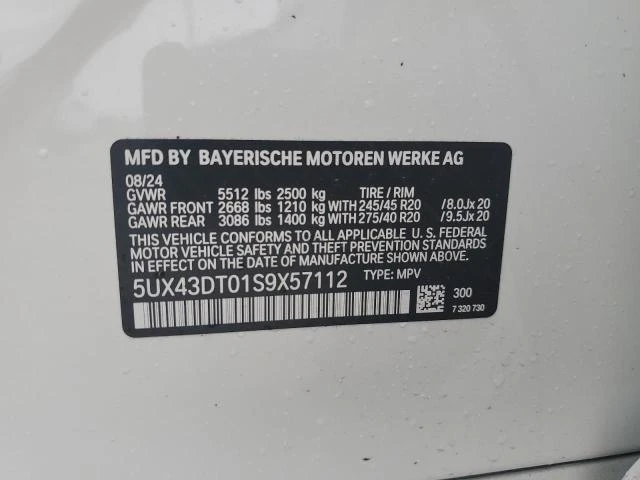 MFD BY BAYERISCHE MOTOREN WERKE AG
08/24
GVWR 5512 lbs 2500 kg TIRE / RIM
GAWR FRONT 2668 lbs 1210 kg WITH 245/45 R20 /8.0Jx20
GAWR REAR 3086 lbs 1400 kg WITH 275/40 R20 /9.5Jx20
THIS VEHICLE CONFORMS TO ALL APPLICABLE U. S. FEDERAL
MOTOR VEHICLE SAFETY, BUMPER, AND THEFT PREVENTION
STANDARDS IN EFFECT ON THE DATE OF MANUFACTURE SHOWN ABOVE.
5UX43DT01S9X57112 TYPE: MPV
300
7 320 730